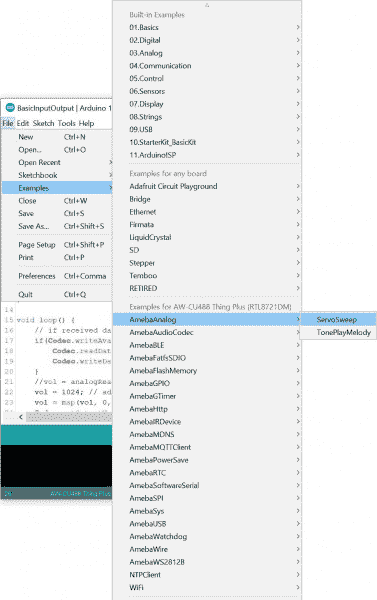 Built-in Examples
01.Basics
02.Digital
03.Analog
04.Communication
05.Control
06.Sensors
07.Display
08.Strings
09.USB
10.StarterKit_BasicKit
11.ArduinoISP
Examples for any board
Adafruit Circuit Playground
Bridge
Ethernet
Firmata
LiquidCrystal
SD
Stepper
Temboo
RETIRED
Examples for AW-CU488 Thing Plus (RTL8721DM)
AmebaAnalog
AmebaAudioCodec
AmebaBLE
AmebaFatfsSDIO
AmebaFlashMemory
AmebaGPIO
AmebaGTimer
AmebaHttp
AmebaIRDevice
AmebaMDNS
AmebaMQTTClient
AmebaPowerSave
AmebaRTC
AmebaSoftwareSerial
AmebaSPI
AmebaSys
AmebaUSB
AmebaWatchdog
AmebaWire
AmebaWS2812B
NTPClient
WiFi
ServoSweep
TonePlayMelody
BasicInputOutput | Arduino 1
File Edit Sketch Tools Help
New Ctrl+N
Open... Ctrl+O
Open Recent
Sketchbook
Examples
Close Ctrl+W
Save Ctrl+S
Save As... Ctrl+Shift+S
Page Setup Ctrl+Shift+P
Print Ctrl+P
Preferences Ctrl+Comma
Quit Ctrl+Q
14
15 void loop() {
16 // if received da
17 if(Codec.writeAva
18 Codec.readDat
19 Codec.writeDa
20 }
21 //vol = analogRea
22 vol = 1024; // ad
23 vol = map(vol, 0,
AW-CU488 Thing Plus